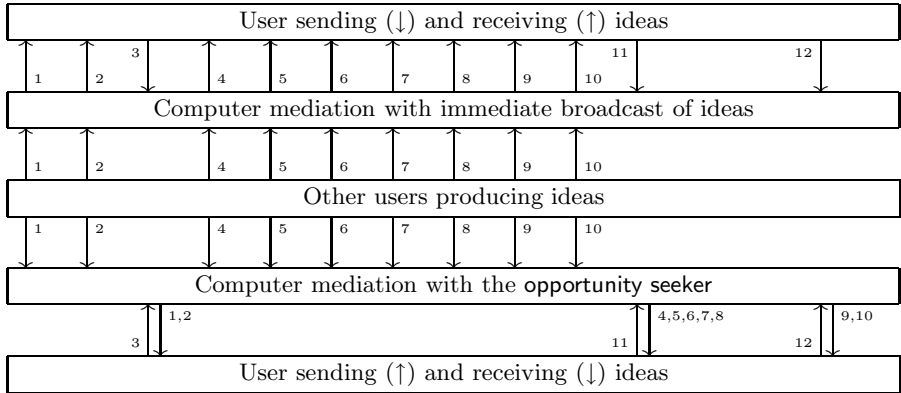 User sending (↓) and receiving (↑) ideas
3 11 12
1 2 4 5 6 7 8 9 10
Computer mediation with immediate broadcast of ideas
1 2 4 5 6 7 8 9 10
Other users producing ideas
1 2 4 5 6 7 8 9 10
Computer mediation with the opportunity seeker
1,2 4,5,6,7,8 9,10
3 11 12
User sending (↑) and receiving (↓) ideas